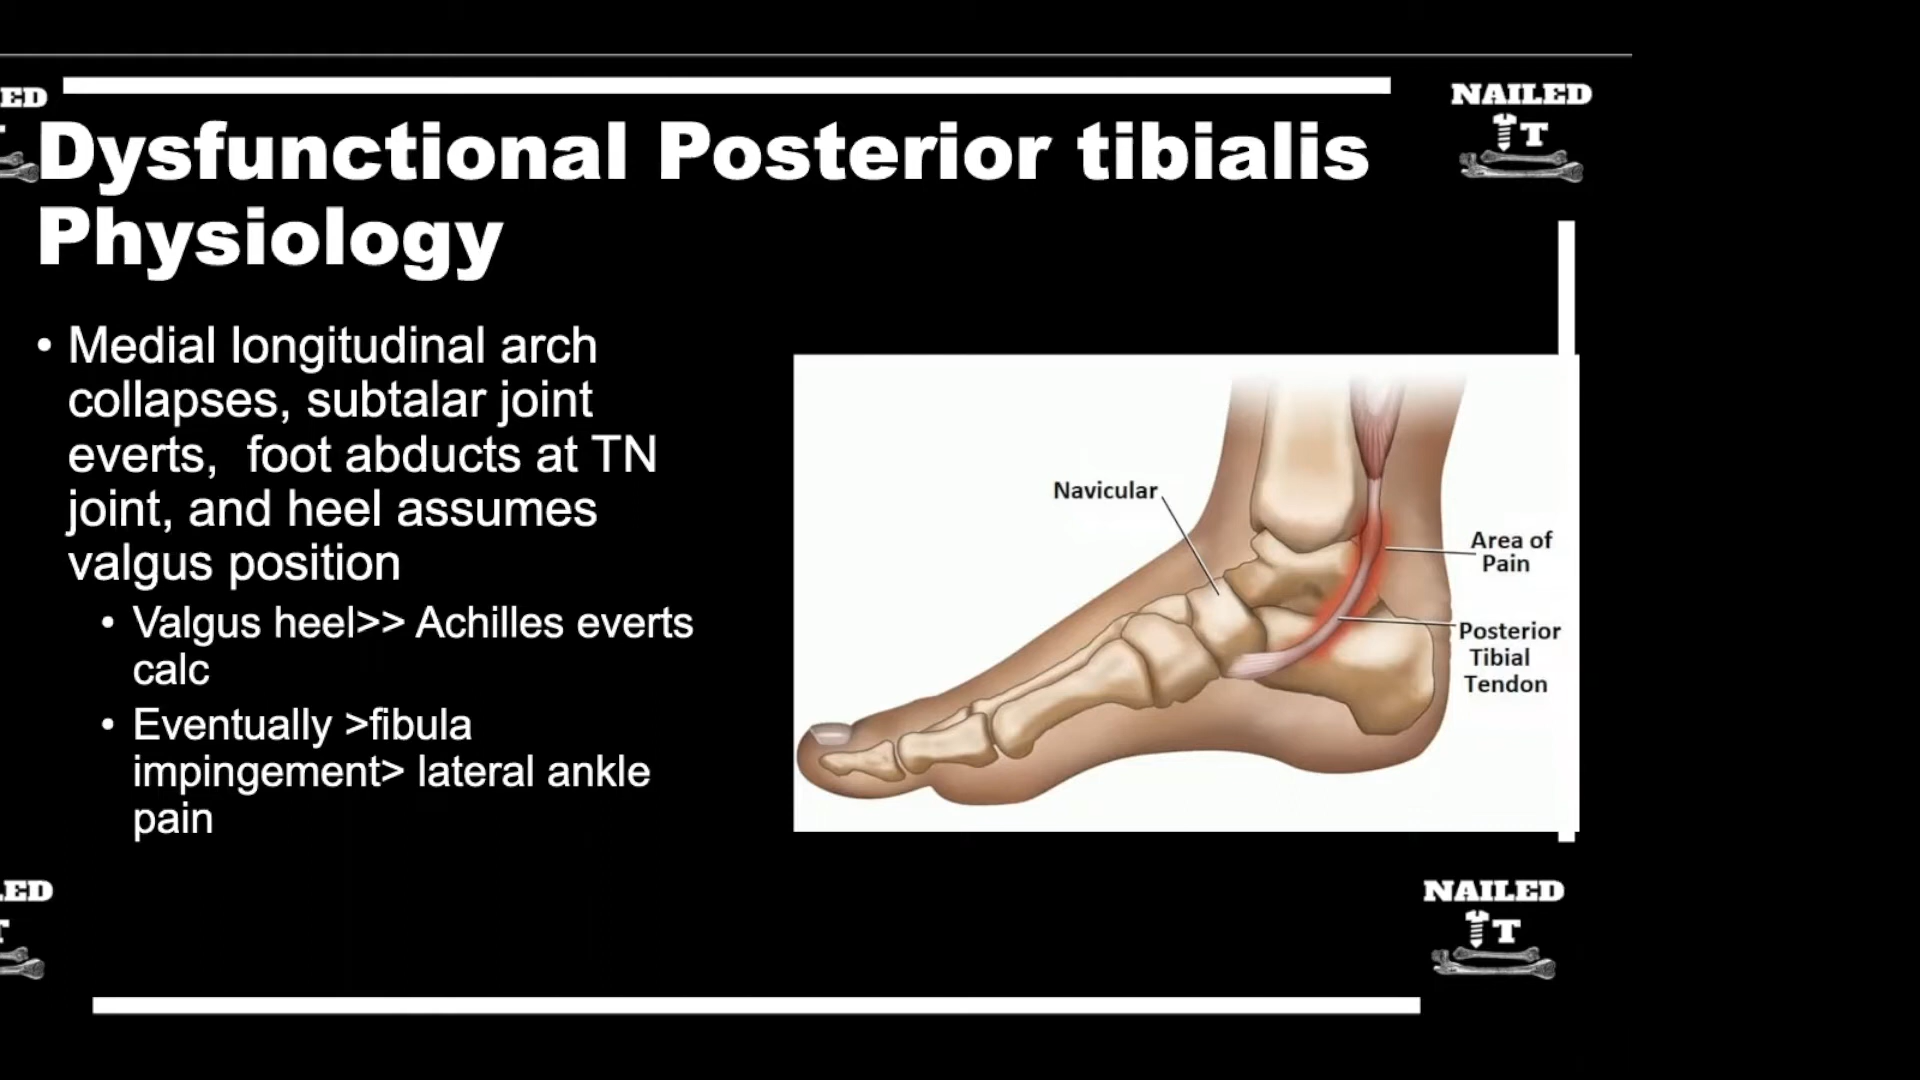 ED
NAILED
T
Dysfunctional Posterior tibialis
Physiology
• Medial longitudinal arch
collapses, subtalar joint
everts,  foot abducts at TN
joint, and heel assumes
valgus position
• Valgus heel>> Achilles everts
calc
• Eventually >fibula
impingement> lateral ankle
pain
Navicular
Area of
Pain
Posterior
Tibial
Tendon
ED
T
NAILED
T